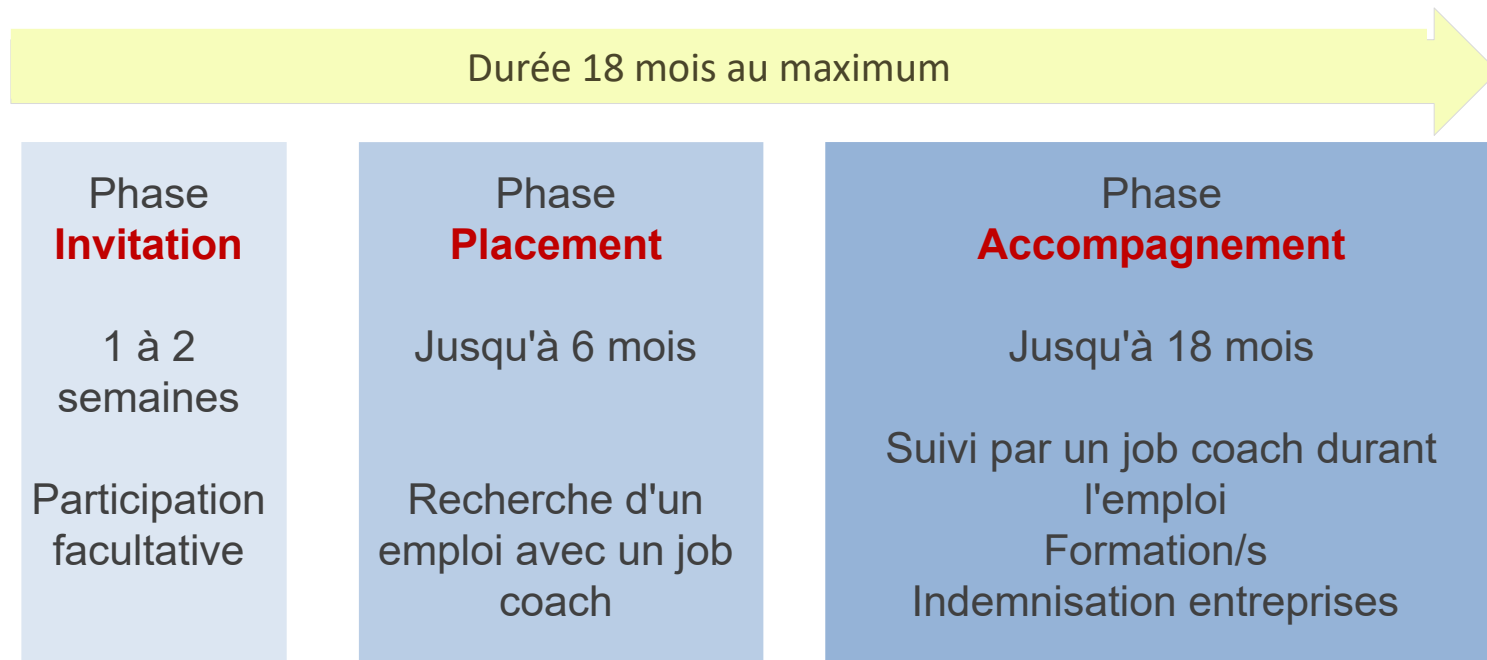 Durée 18 mois au maximum
Phase
Invitation
1 à 2
semaines
Participation
facultative
Phase
Placement
Jusqu'à 6 mois
Recherche d'un
emploi avec un job
coach
Phase
Accompagnement
Jusqu'à 18 mois
Suivi par un job coach durant
l'emploi
Formation/s
Indemnisation entreprises